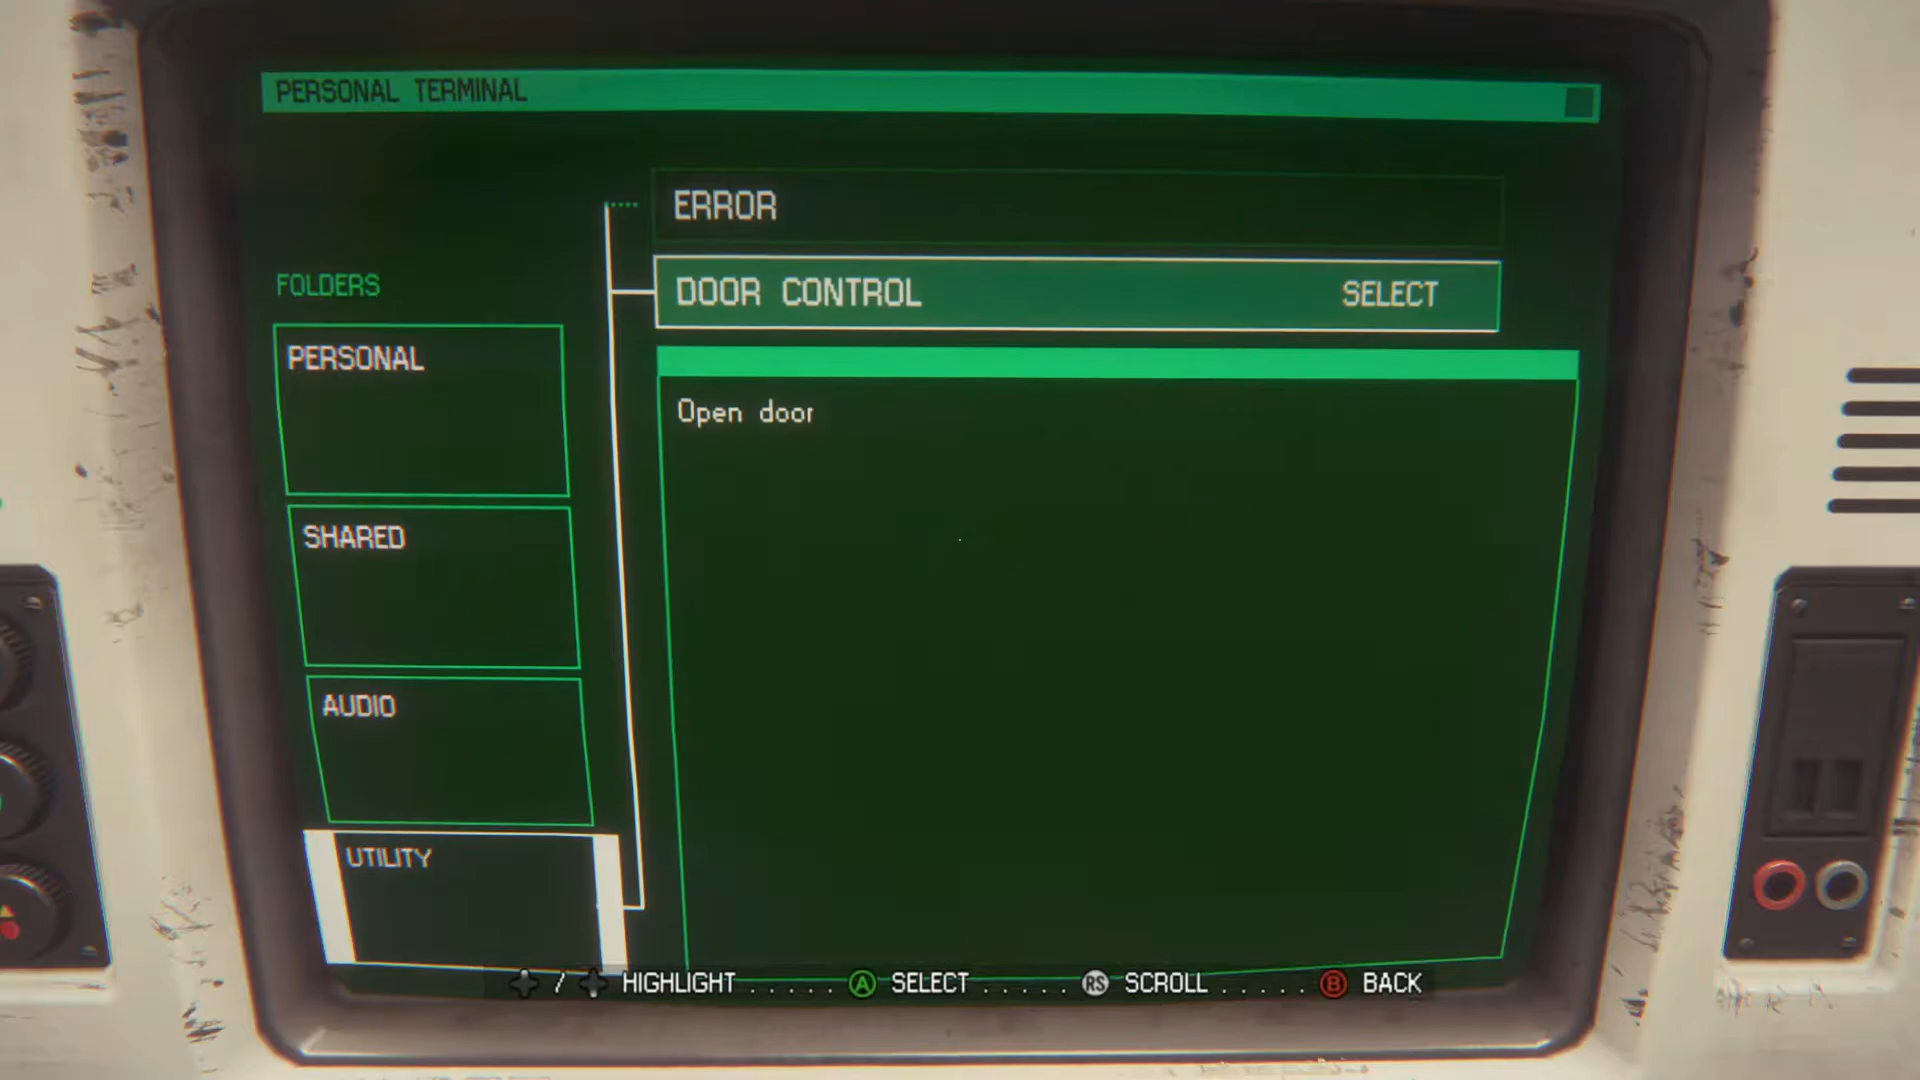 PERSONAL TERMINAL
ERROR
DOOR CONTROL SELECT
FOLDERS
PERSONAL
Open door
SHARED
AUDIO
UTILITY
/ HIGHLIGHT ..... A SELECT ..... RS SCROLL ..... B BACK